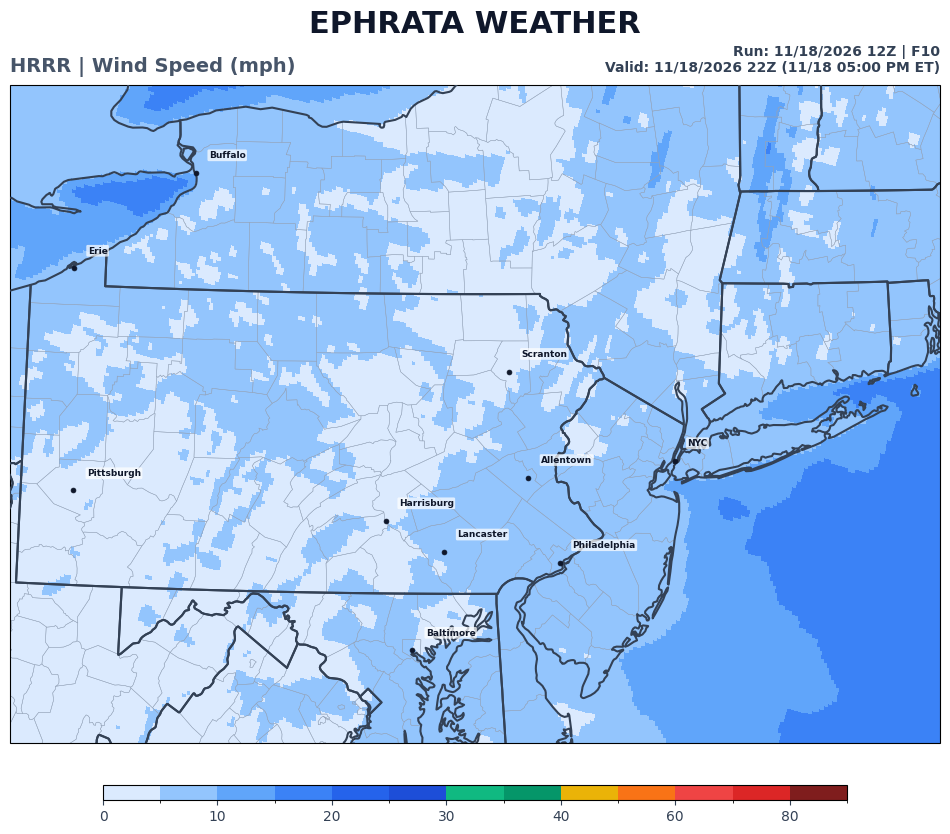 EPHRATA WEATHER
HRRR | Wind Speed (mph)
Run: 11/18/2026 12Z | F10
Valid: 11/18/2026 22Z (11/18 05:00 PM ET)
Buffalo
Erie
Scranton
NYC
Allentown
Pittsburgh
Harrisburg
Lancaster
Philadelphia
Baltimore
0 10 20 30 40 50 60 70 80